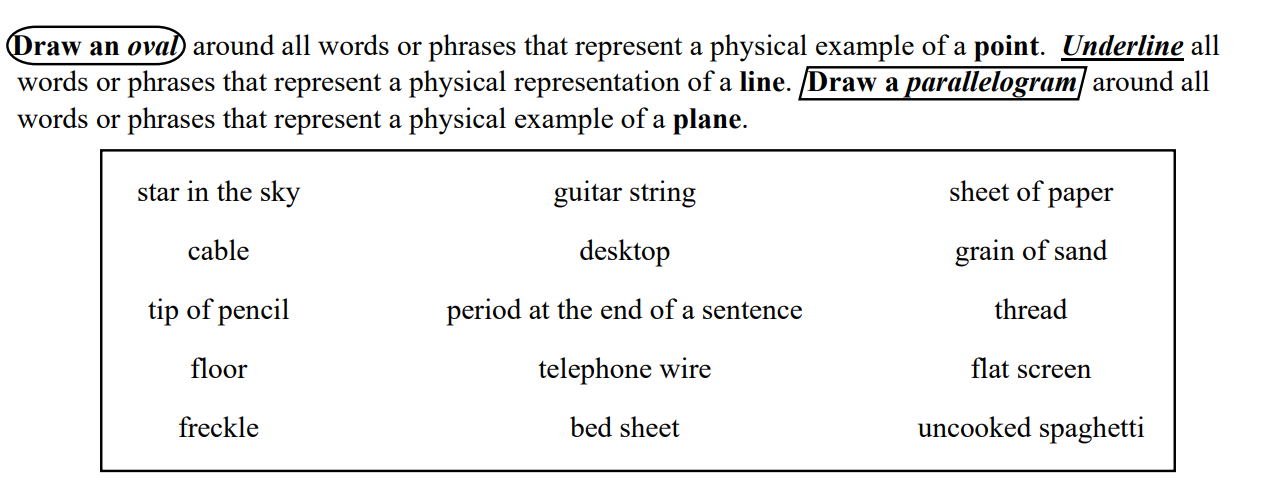 Draw an oval around all words or phrases that represent a physical example of a point. Underline all
words or phrases that represent a physical representation of a line. Draw a parallelogram around all
words or phrases that represent a physical example of a plane.
star in the sky guitar string sheet of paper
cable desktop grain of sand
tip of pencil period at the end of a sentence thread
floor telephone wire flat screen
freckle bed sheet uncooked spaghetti